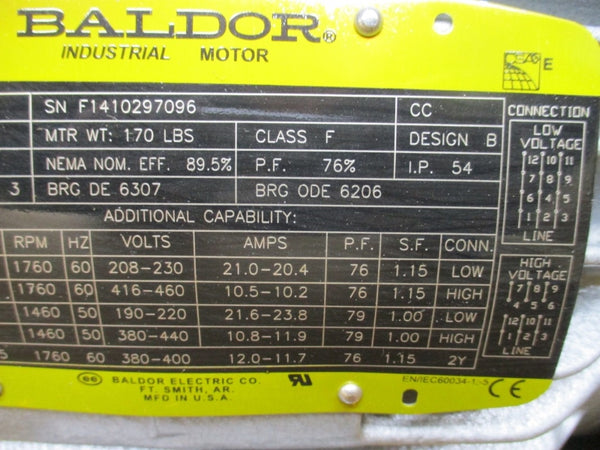 BALDOR®
INDUSTRIAL MOTOR
E
SN F1410297096 CC
MTR WT: 170 LBS CLASS F DESIGN B
NEMA NOM. EFF. 89.5% P.F. 76% I.P. 54
3 BRG DE 6307 BRG ODE 6206
ADDITIONAL CAPABILITY:
RPM HZ VOLTS AMPS P.F. S.F. CONN.
1760 60 208-230 21.0-20.4 76 1.15 LOW
1760 60 416-460 10.5-10.2 76 1.15 HIGH
1460 50 190-220 21.6-23.8 79 1.00 LOW
1460 50 380-440 10.8-11.9 79 1.00 HIGH
5 1760 60 380-400 12.0-11.7 76 1.15 2Y
CONNECTION
LOW
VOLTAGE
12 10 11
7 8 9
6 4 5
1 2 3
LINE
HIGH
VOLTAGE
7 8 9
4 5 6
12 10 11
1 2 3
LINE
ee BALDOR ELECTRIC CO.
FT. SMITH, AR.
MFD IN U.S.A.
EN/IEC60034-1,-5 CE